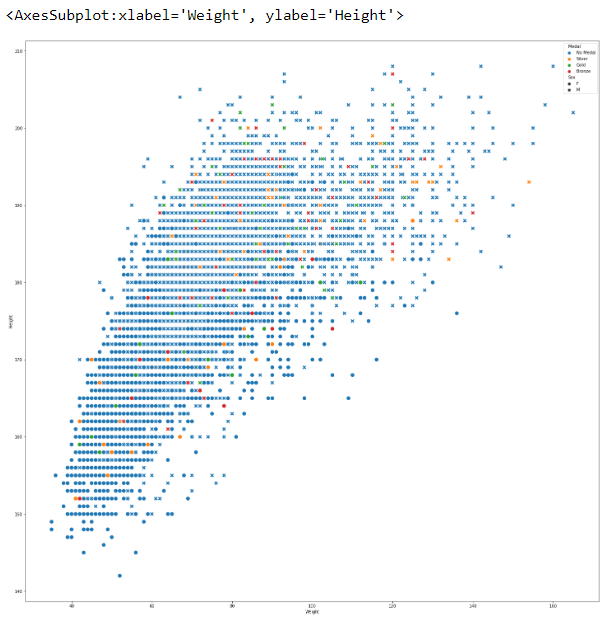 <AxesSubplot:xlabel='Weight', ylabel='Height'>
210
200
190
180
170
160
150
140
Height
40
60
80
100
120
140
160
Weight
Medal
No Medal
Silver
Gold
Bronze
Sex
F
M